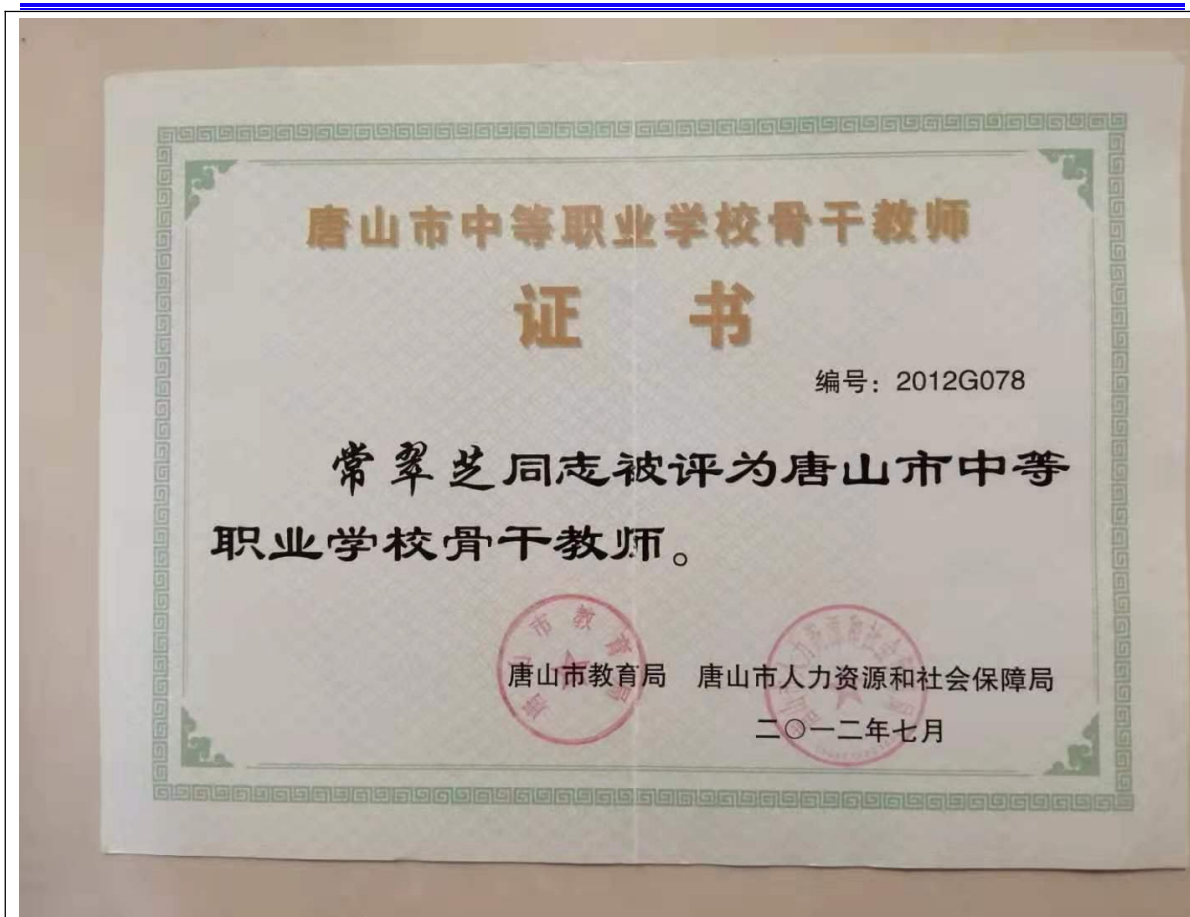 唐山市中等职业学校骨干教师
证 书
编号：2012G078
常翠芝同志被评为唐山市中等
职业学校骨干教师。
唐山市教育局 唐山市人力资源和社会保障局
二〇一二年七月